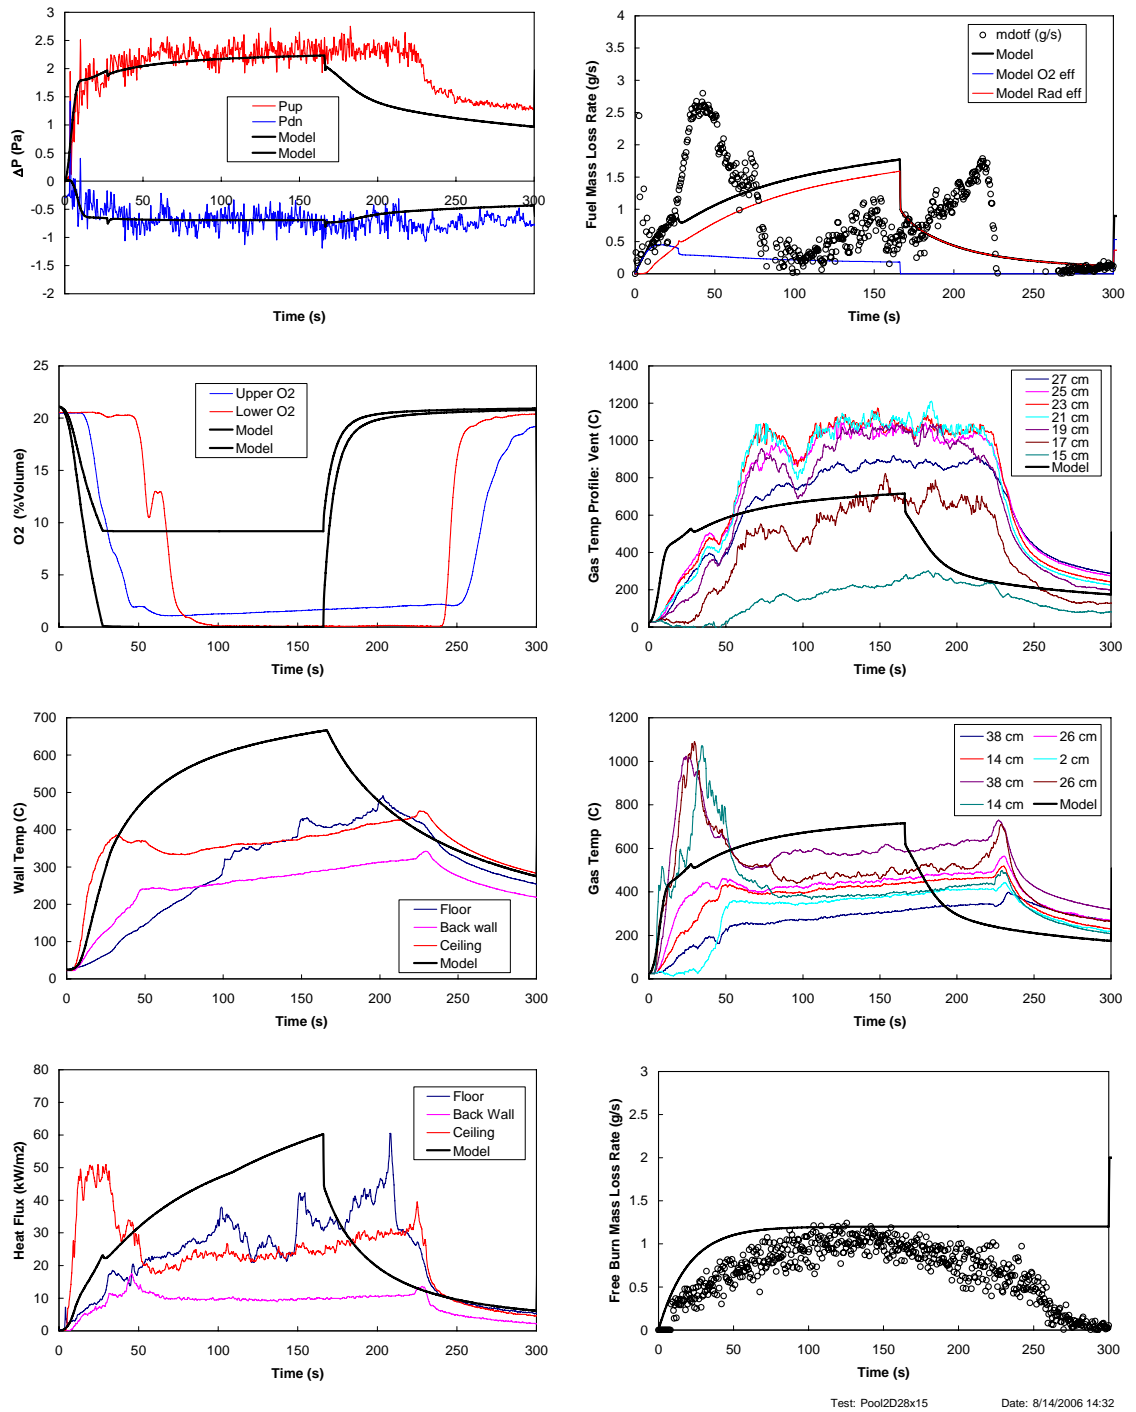 3
2.5
2
1.5
1
0.5
0
-0.5
-1
-1.5
-2
0 50 100 150 200 250 300
ΔP (Pa)
Time (s)
Pup
Pdn
Model
Model
4
3.5
3
2.5
2
1.5
1
0.5
0
0 50 100 150 200 250 300
Fuel Mass Loss Rate (g/s)
Time (s)
mdotf (g/s)
Model
Model O2 eff
Model Rad eff
25
20
15
10
5
0
0 50 100 150 200 250 300
O2 (%Volume)
Time (s)
Upper O2
Lower O2
Model
Model
1400
1200
1000
800
600
400
200
0
0 50 100 150 200 250 300
Gas Temp Profile: Vent (C)
Time (s)
27 cm
25 cm
23 cm
21 cm
19 cm
17 cm
15 cm
Model
700
600
500
400
300
200
100
0
0 50 100 150 200 250 300
Wall Temp (C)
Time (s)
Floor
Back wall
Ceiling
Model
1200
1000
800
600
400
200
0
0 50 100 150 200 250 300
Gas Temp (C)
Time (s)
38 cm 26 cm
14 cm 2 cm
38 cm 26 cm
14 cm Model
80
70
60
50
40
30
20
10
0
0 50 100 150 200 250 300
Heat Flux (kW/m2)
Time (s)
Floor
Back Wall
Ceiling
Model
3
2.5
2
1.5
1
0.5
0
0 50 100 150 200 250 300
Free Burn Mass Loss Rate (g/s)
Time (s)
Test: Pool2D28x15 Date: 8/14/2006 14:32